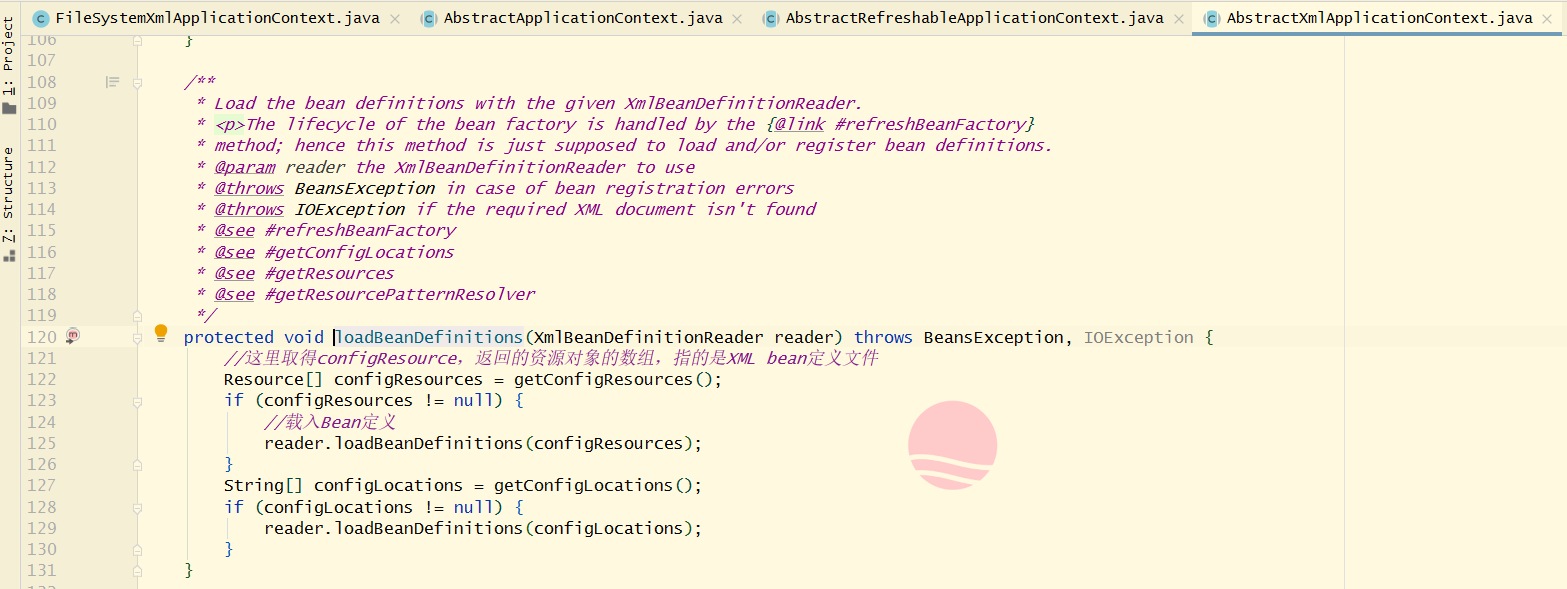 FileSystemXmlApplicationContext.java AbstractApplicationContext.java AbstractRefreshableApplicationContext.java AbstractXmlApplicationContext.java
1: Project
Z: Structure
106 }
107
108 /**
109 * Load the bean definitions with the given XmlBeanDefinitionReader.
110 * <p>The lifecycle of the bean factory is handled by the {@link #refreshBeanFactory}
111 * method; hence this method is just supposed to load and/or register bean definitions.
112 * @param reader the XmlBeanDefinitionReader to use
113 * @throws BeansException in case of bean registration errors
114 * @throws IOException if the required XML document isn't found
115 * @see #refreshBeanFactory
116 * @see #getConfigLocations
117 * @see #getResources
118 * @see #getResourcePatternResolver
119 */
120 protected void loadBeanDefinitions(XmlBeanDefinitionReader reader) throws BeansException, IOException {
121 //这里取得configResource，返回的资源对象的数组，指的是XML bean定义文件
122 Resource[] configResources = getConfigResources();
123 if (configResources != null) {
124 //载入Bean定义
125 reader.loadBeanDefinitions(configResources);
126 }
127 String[] configLocations = getConfigLocations();
128 if (configLocations != null) {
129 reader.loadBeanDefinitions(configLocations);
130 }
131 }